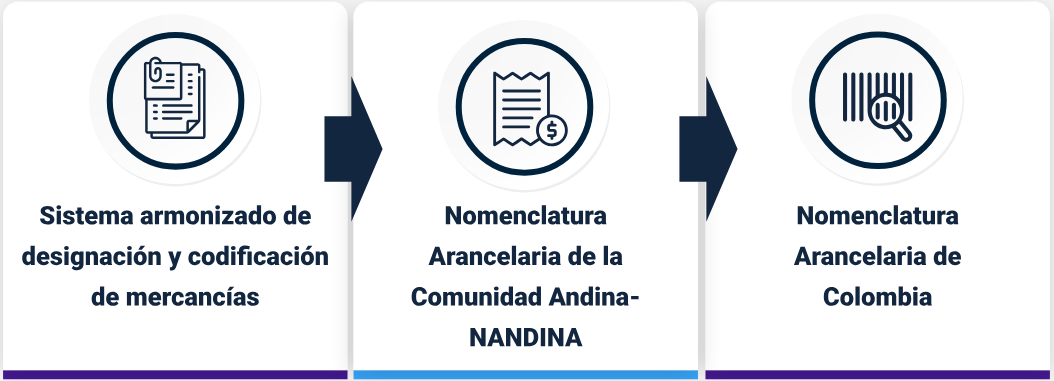 Sistema armonizado de
designación y codificación
de mercancías
Nomenclatura
Arancelaria de la
Comunidad Andina-
NANDINA
Nomenclatura
Arancelaria de
Colombia
$